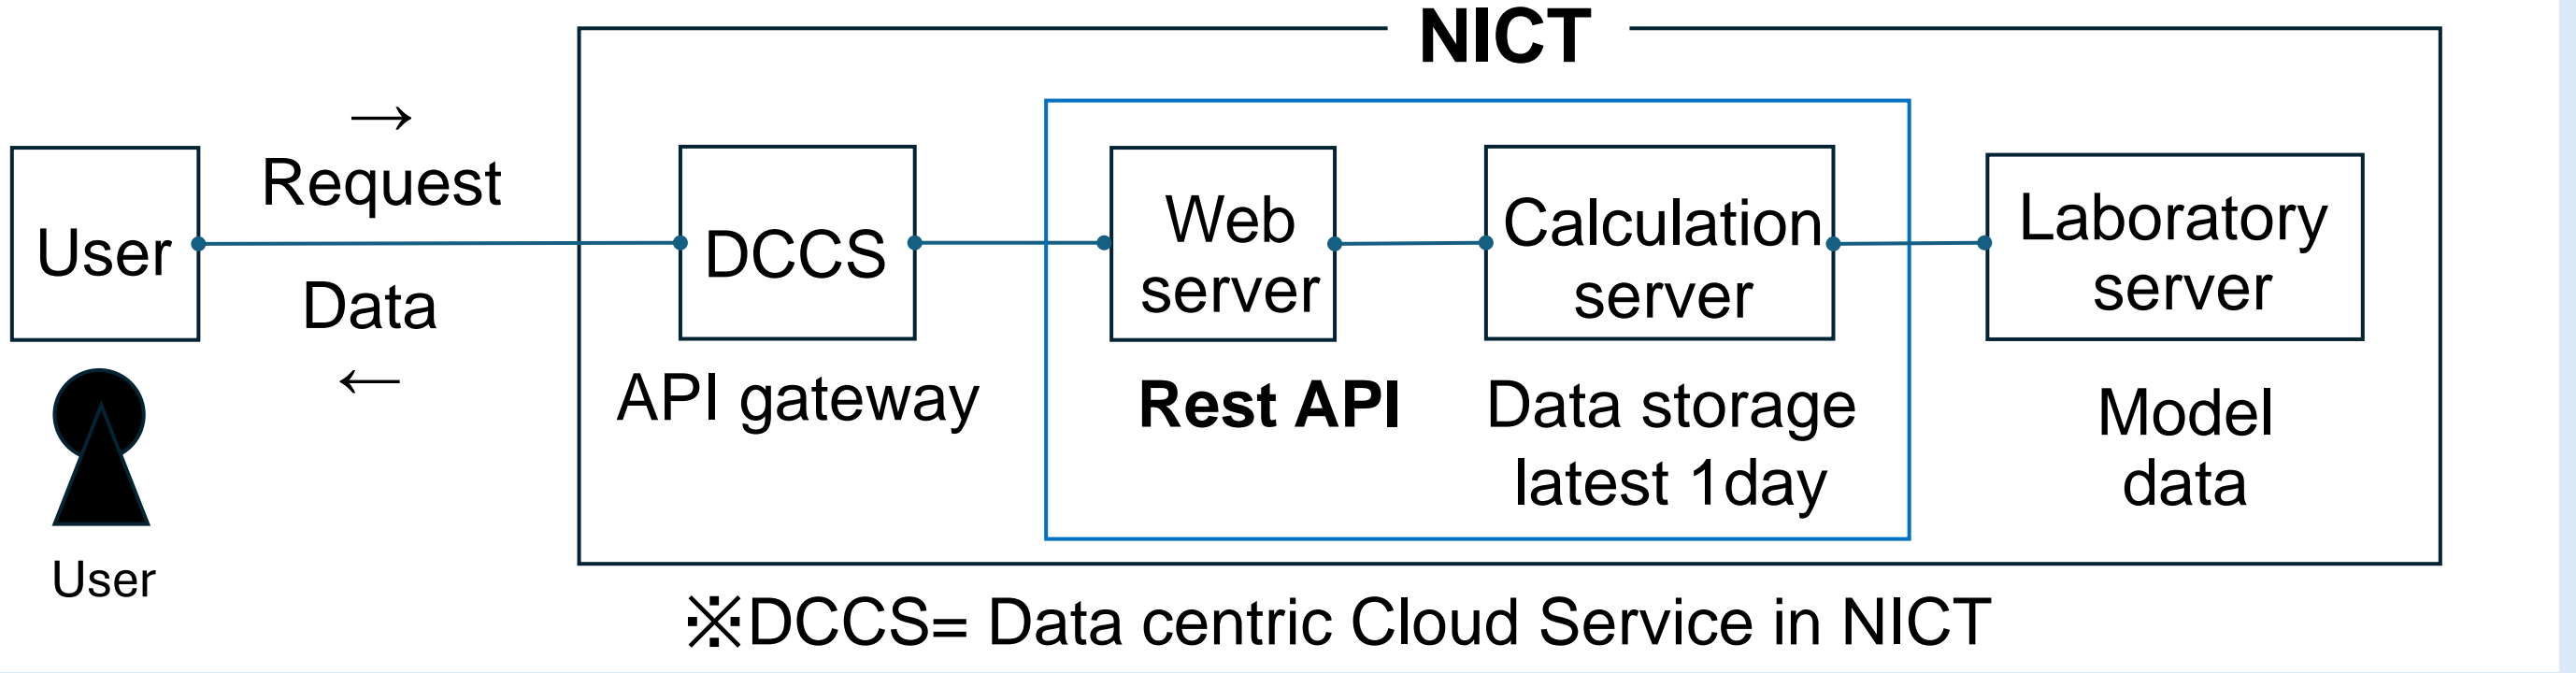 NICT
→
Request
User
Data
←
User
DCCS
API gateway
Web
server
Rest API
Calculation
server
Data storage
latest 1day
Laboratory
server
Model
data
※DCCS= Data centric Cloud Service in NICT